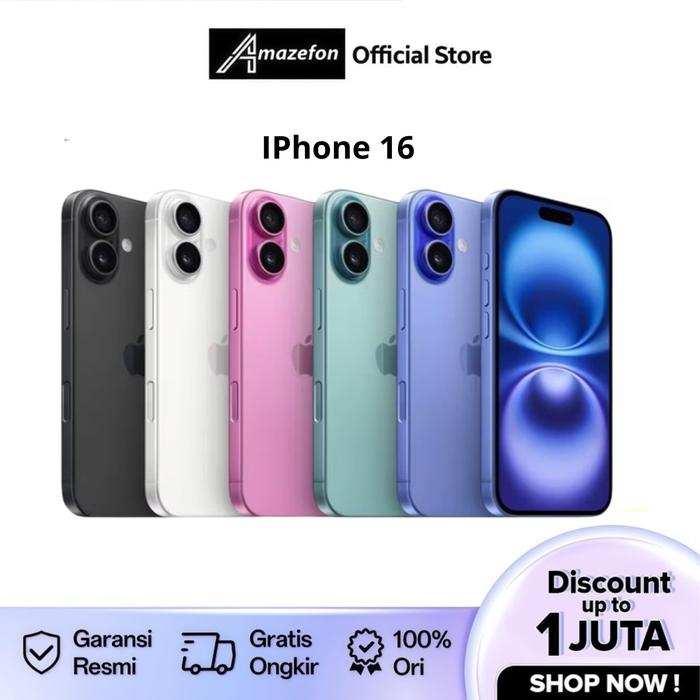 Amazefon Official Store
IPhone 16
Garansi
Resmi
Gratis
Ongkir
100%
Ori
Discount
up to
1 JUTA
SHOP NOW !